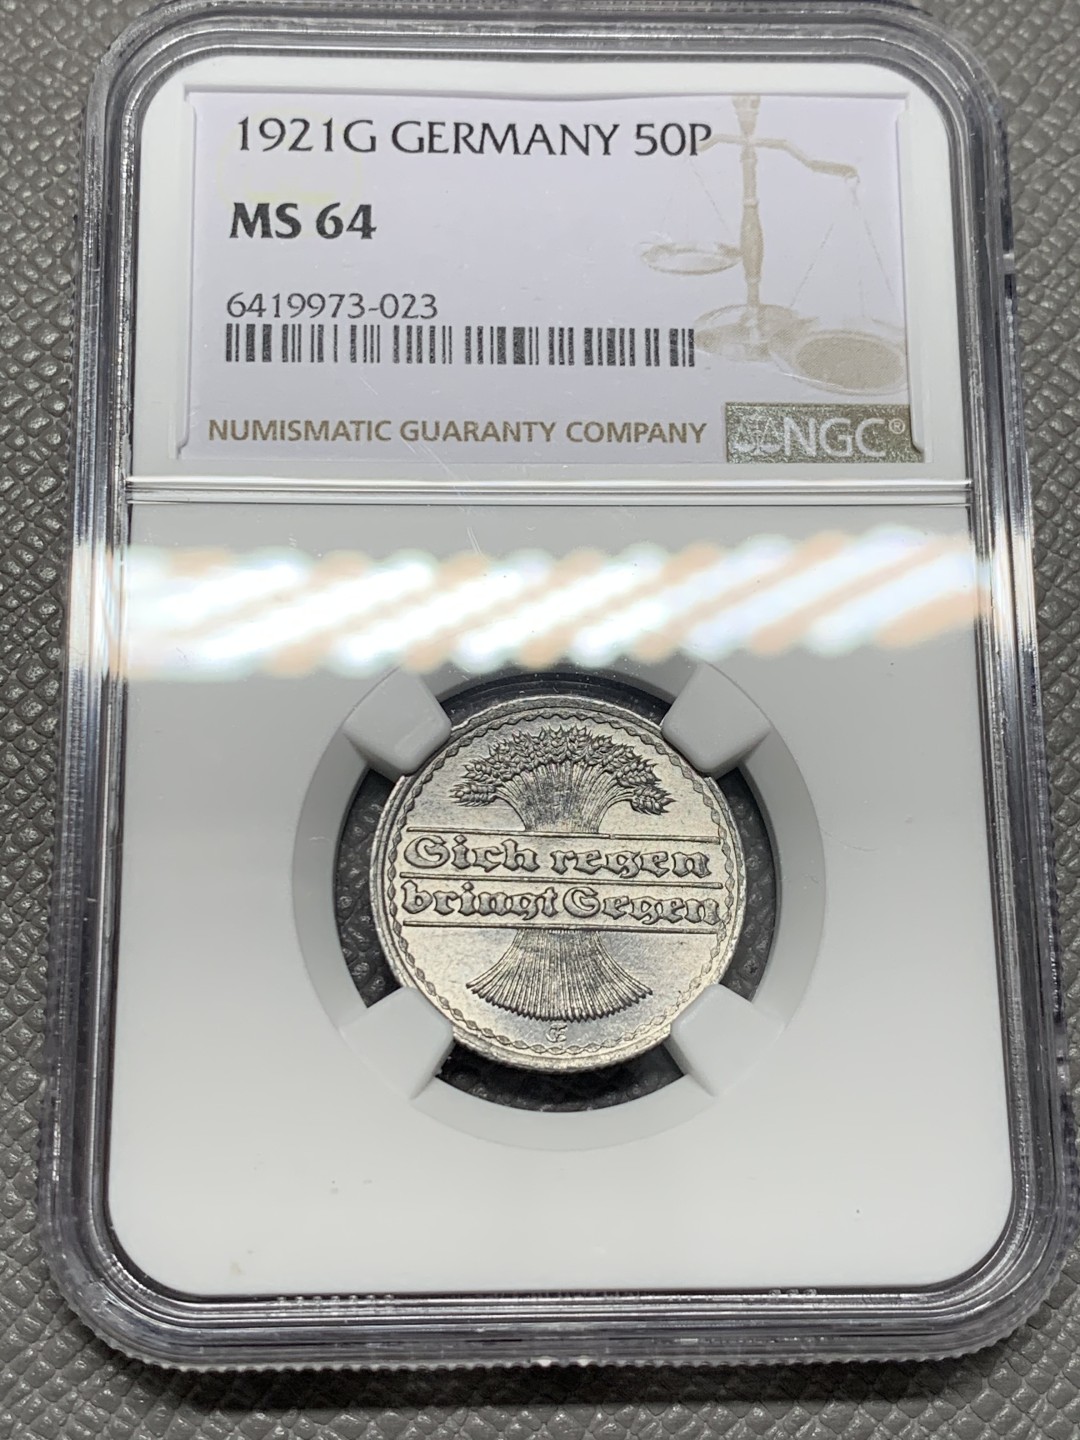 1921G GERMANY 50P
MS 64
6419973-023
NUMISMATIC GUARANTY COMPANY
NGC®
Sich regen
bringt Segen
G